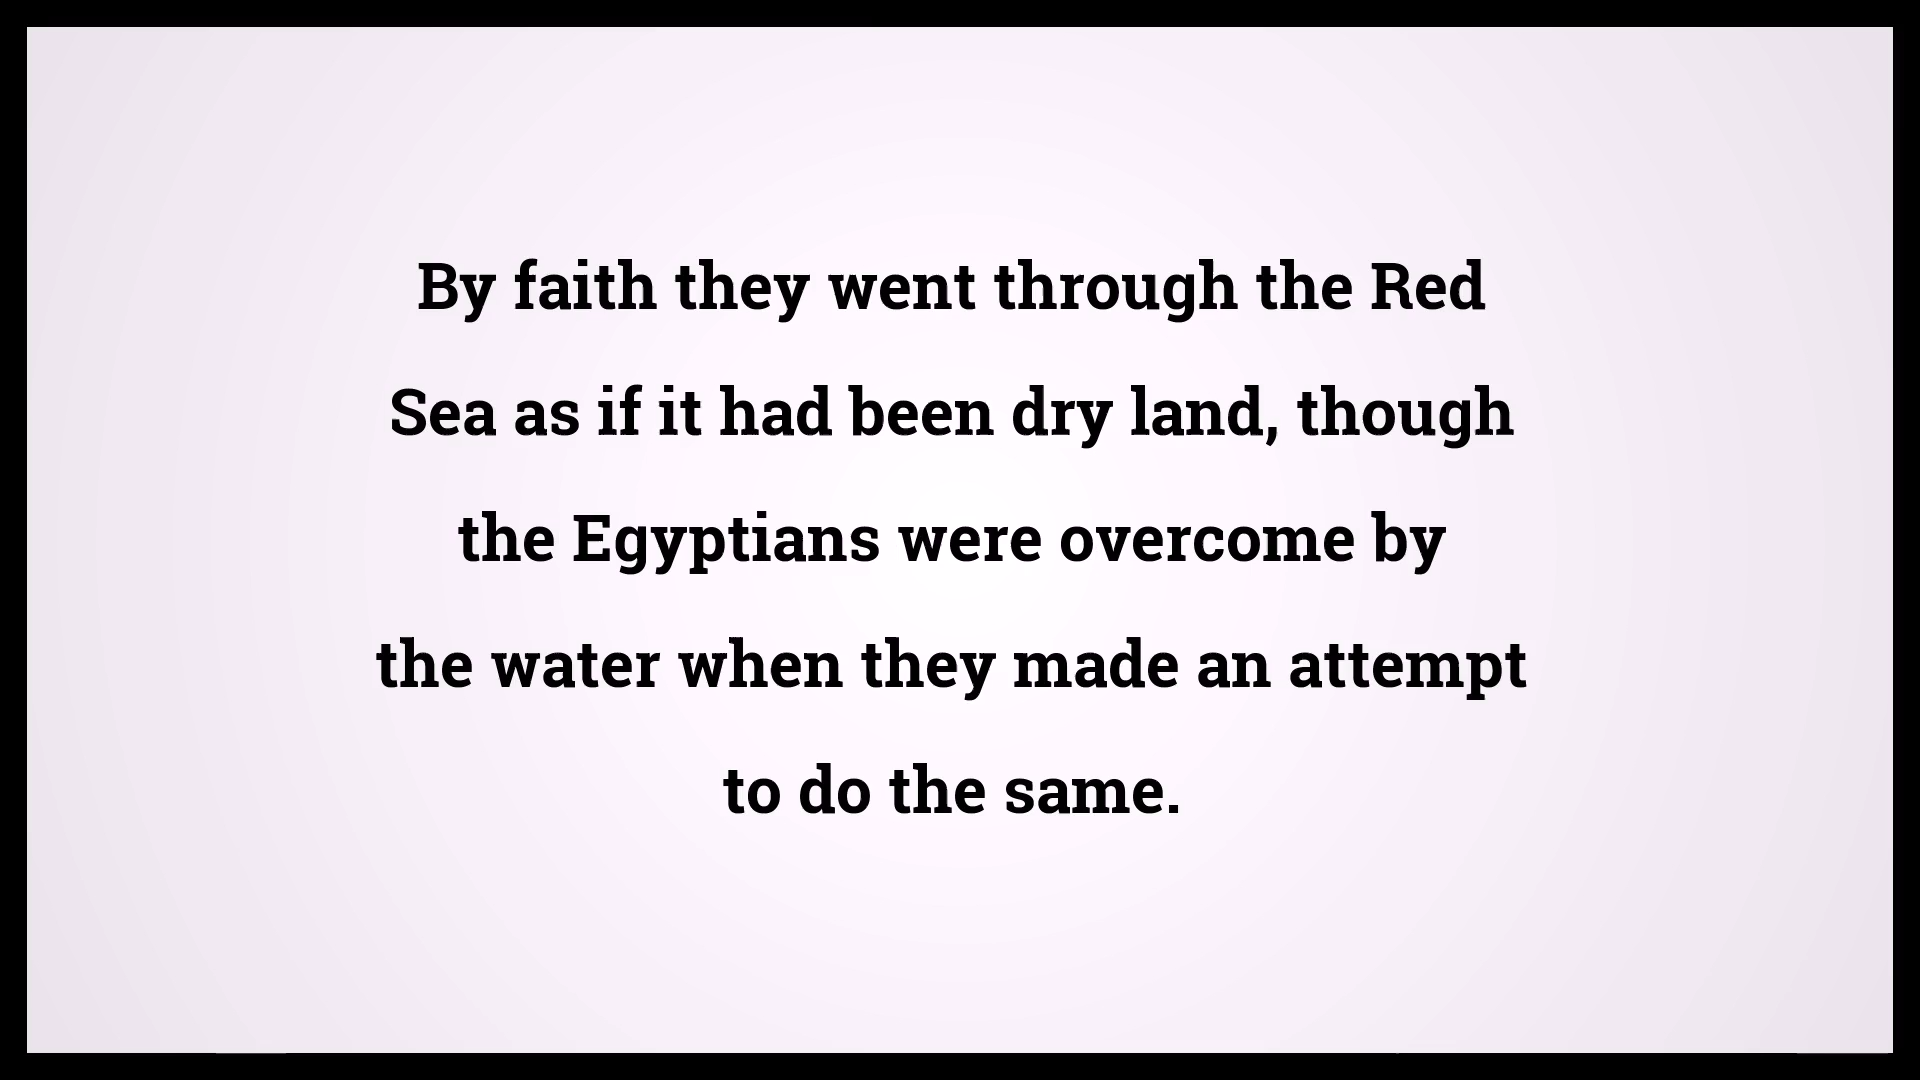 By faith they went through the Red
Sea as if it had been dry land, though
the Egyptians were overcome by
the water when they made an attempt
to do the same.